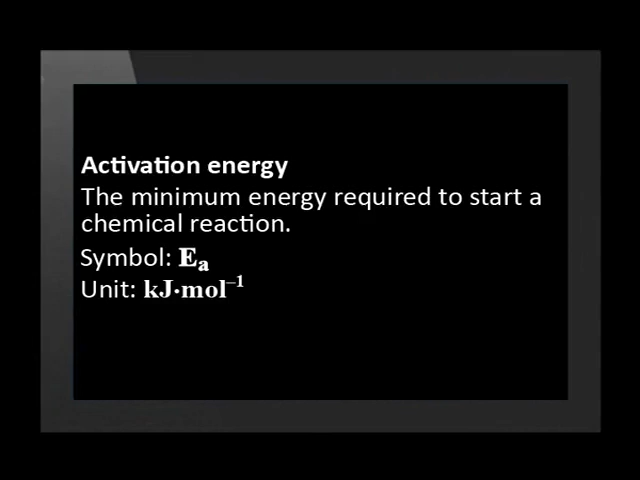 Activation energy
The minimum energy required to start a
chemical reaction.
Symbol: Eₐ
Unit: kJ·mol⁻¹